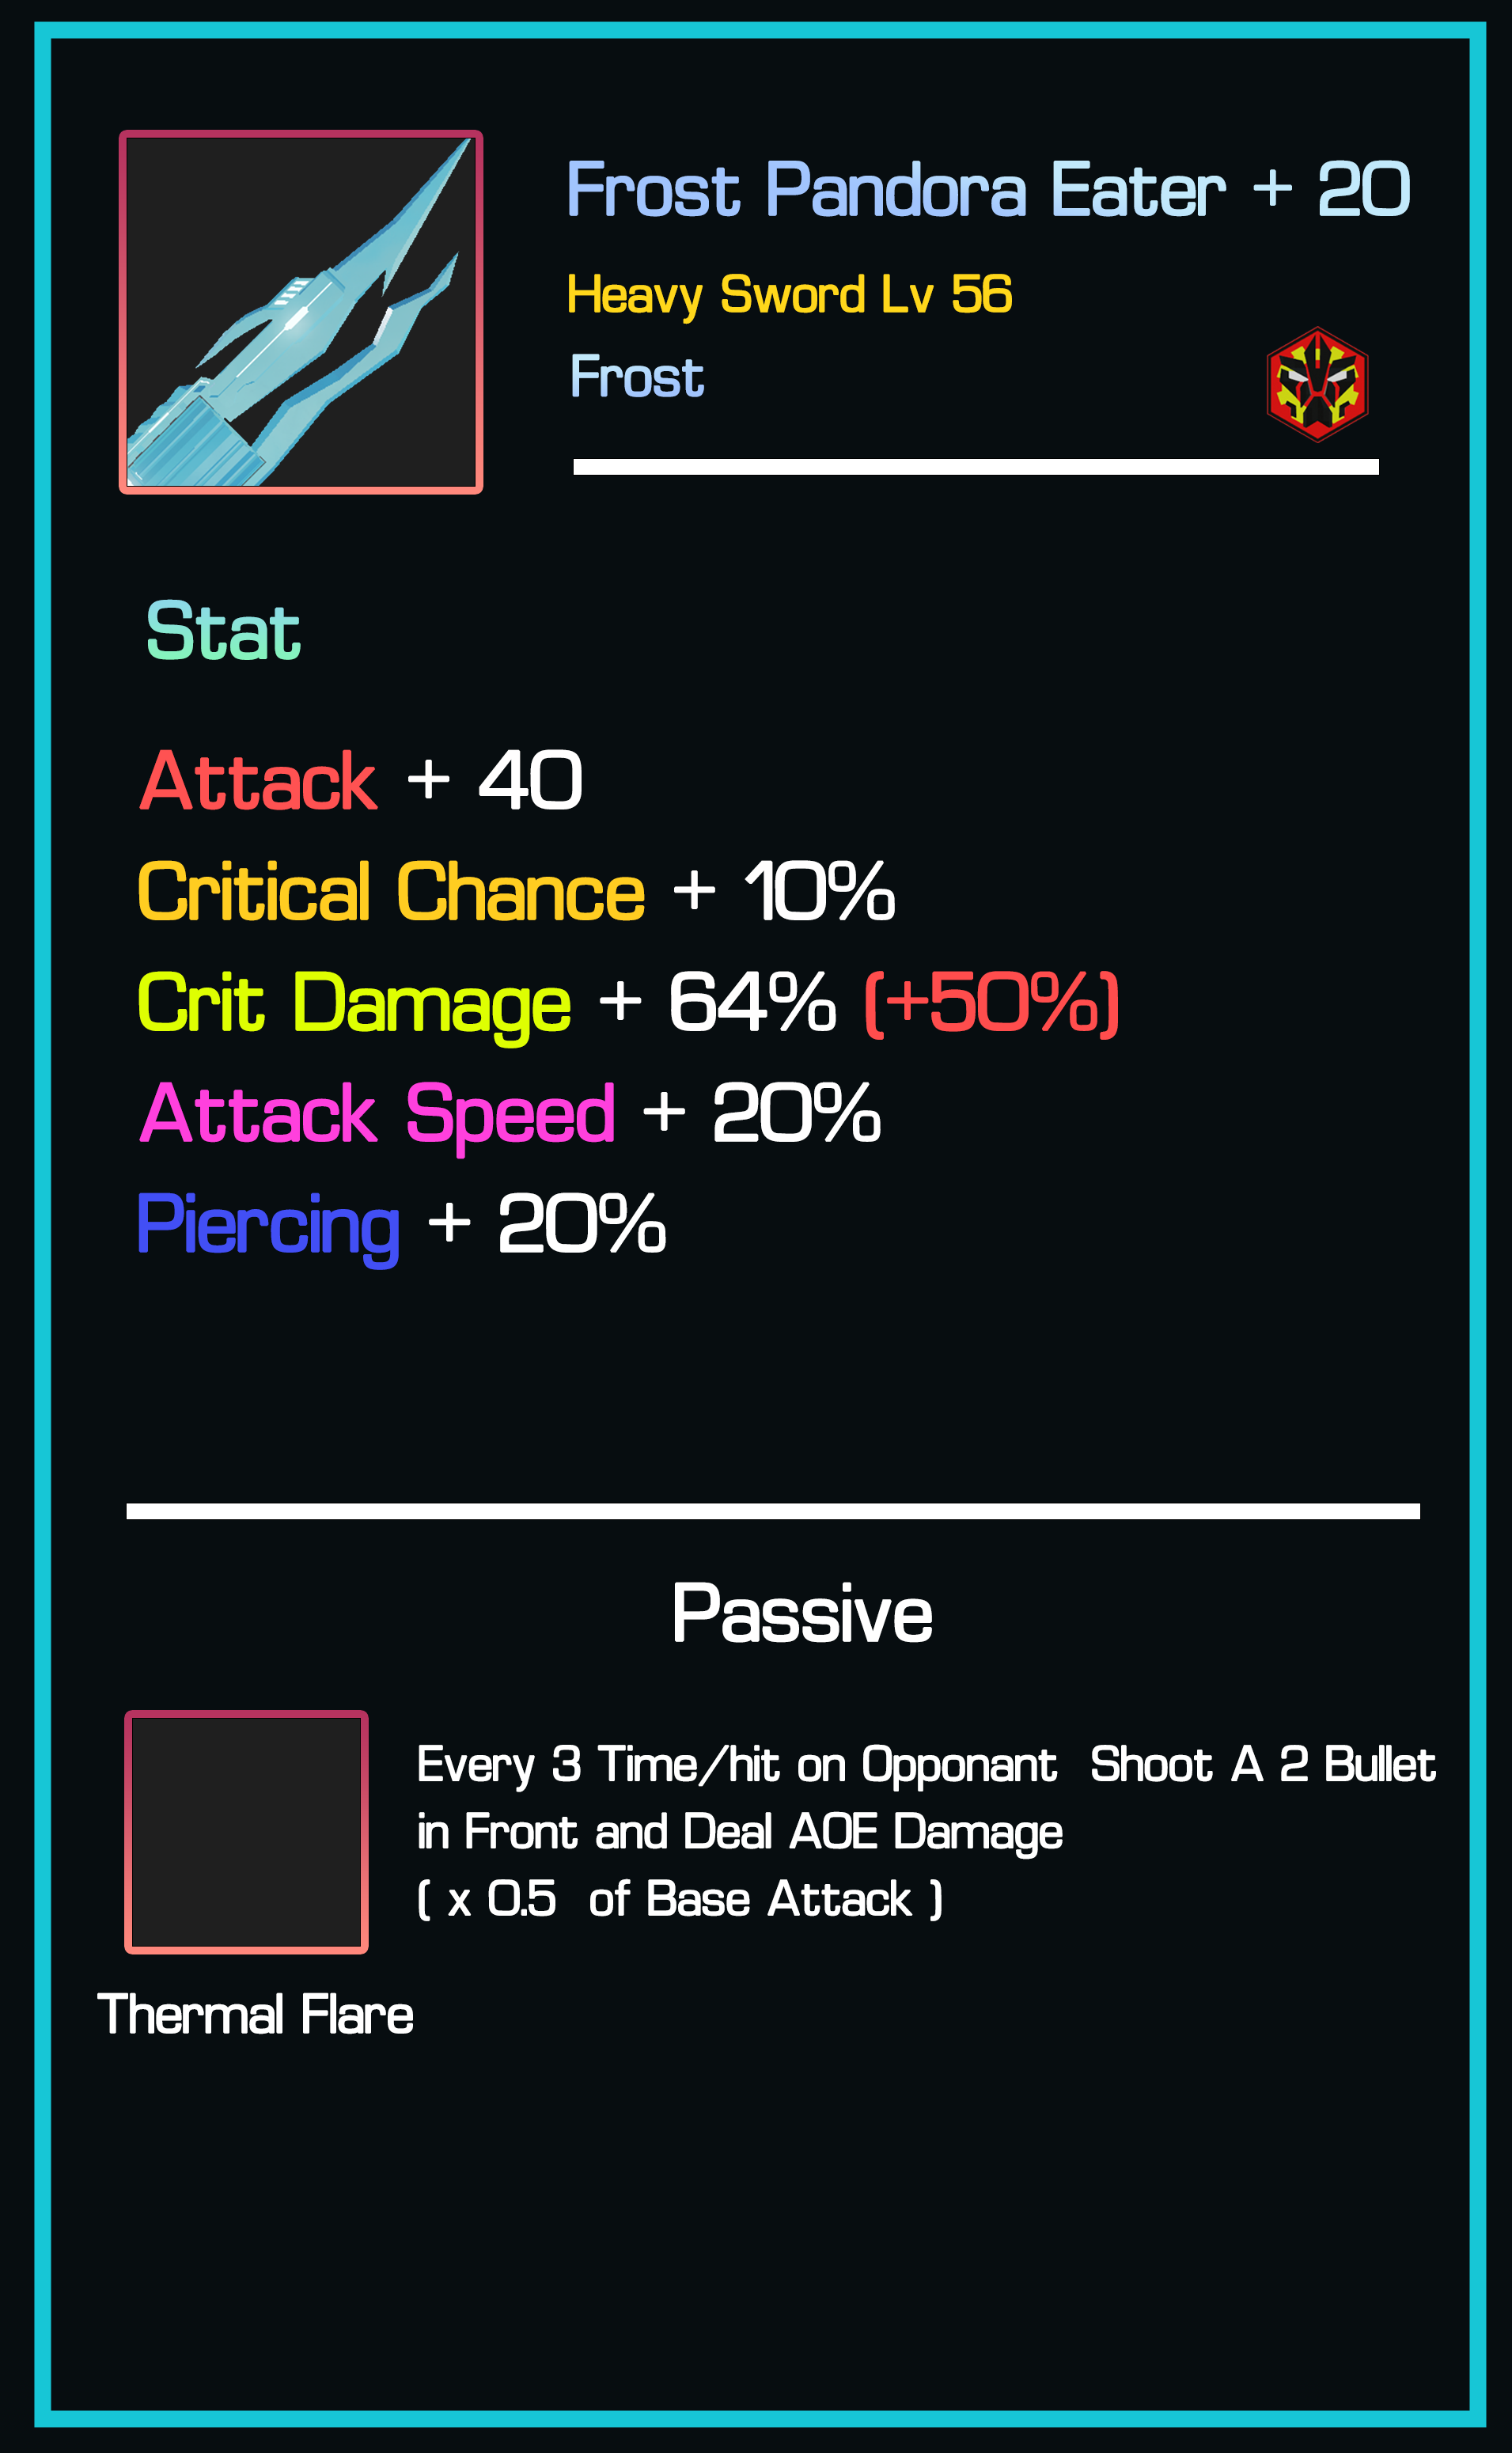 Frost Pandora Eater + 20
Heavy Sword Lv 56
Frost
Stat
Attack + 40
Critical Chance + 10%
Crit Damage + 64% (+50%)
Attack Speed + 20%
Piercing + 20%
Passive
Every 3 Time/hit on Opponant Shoot A 2 Bullet
in Front and Deal AOE Damage
( x 0.5 of Base Attack )
Thermal Flare